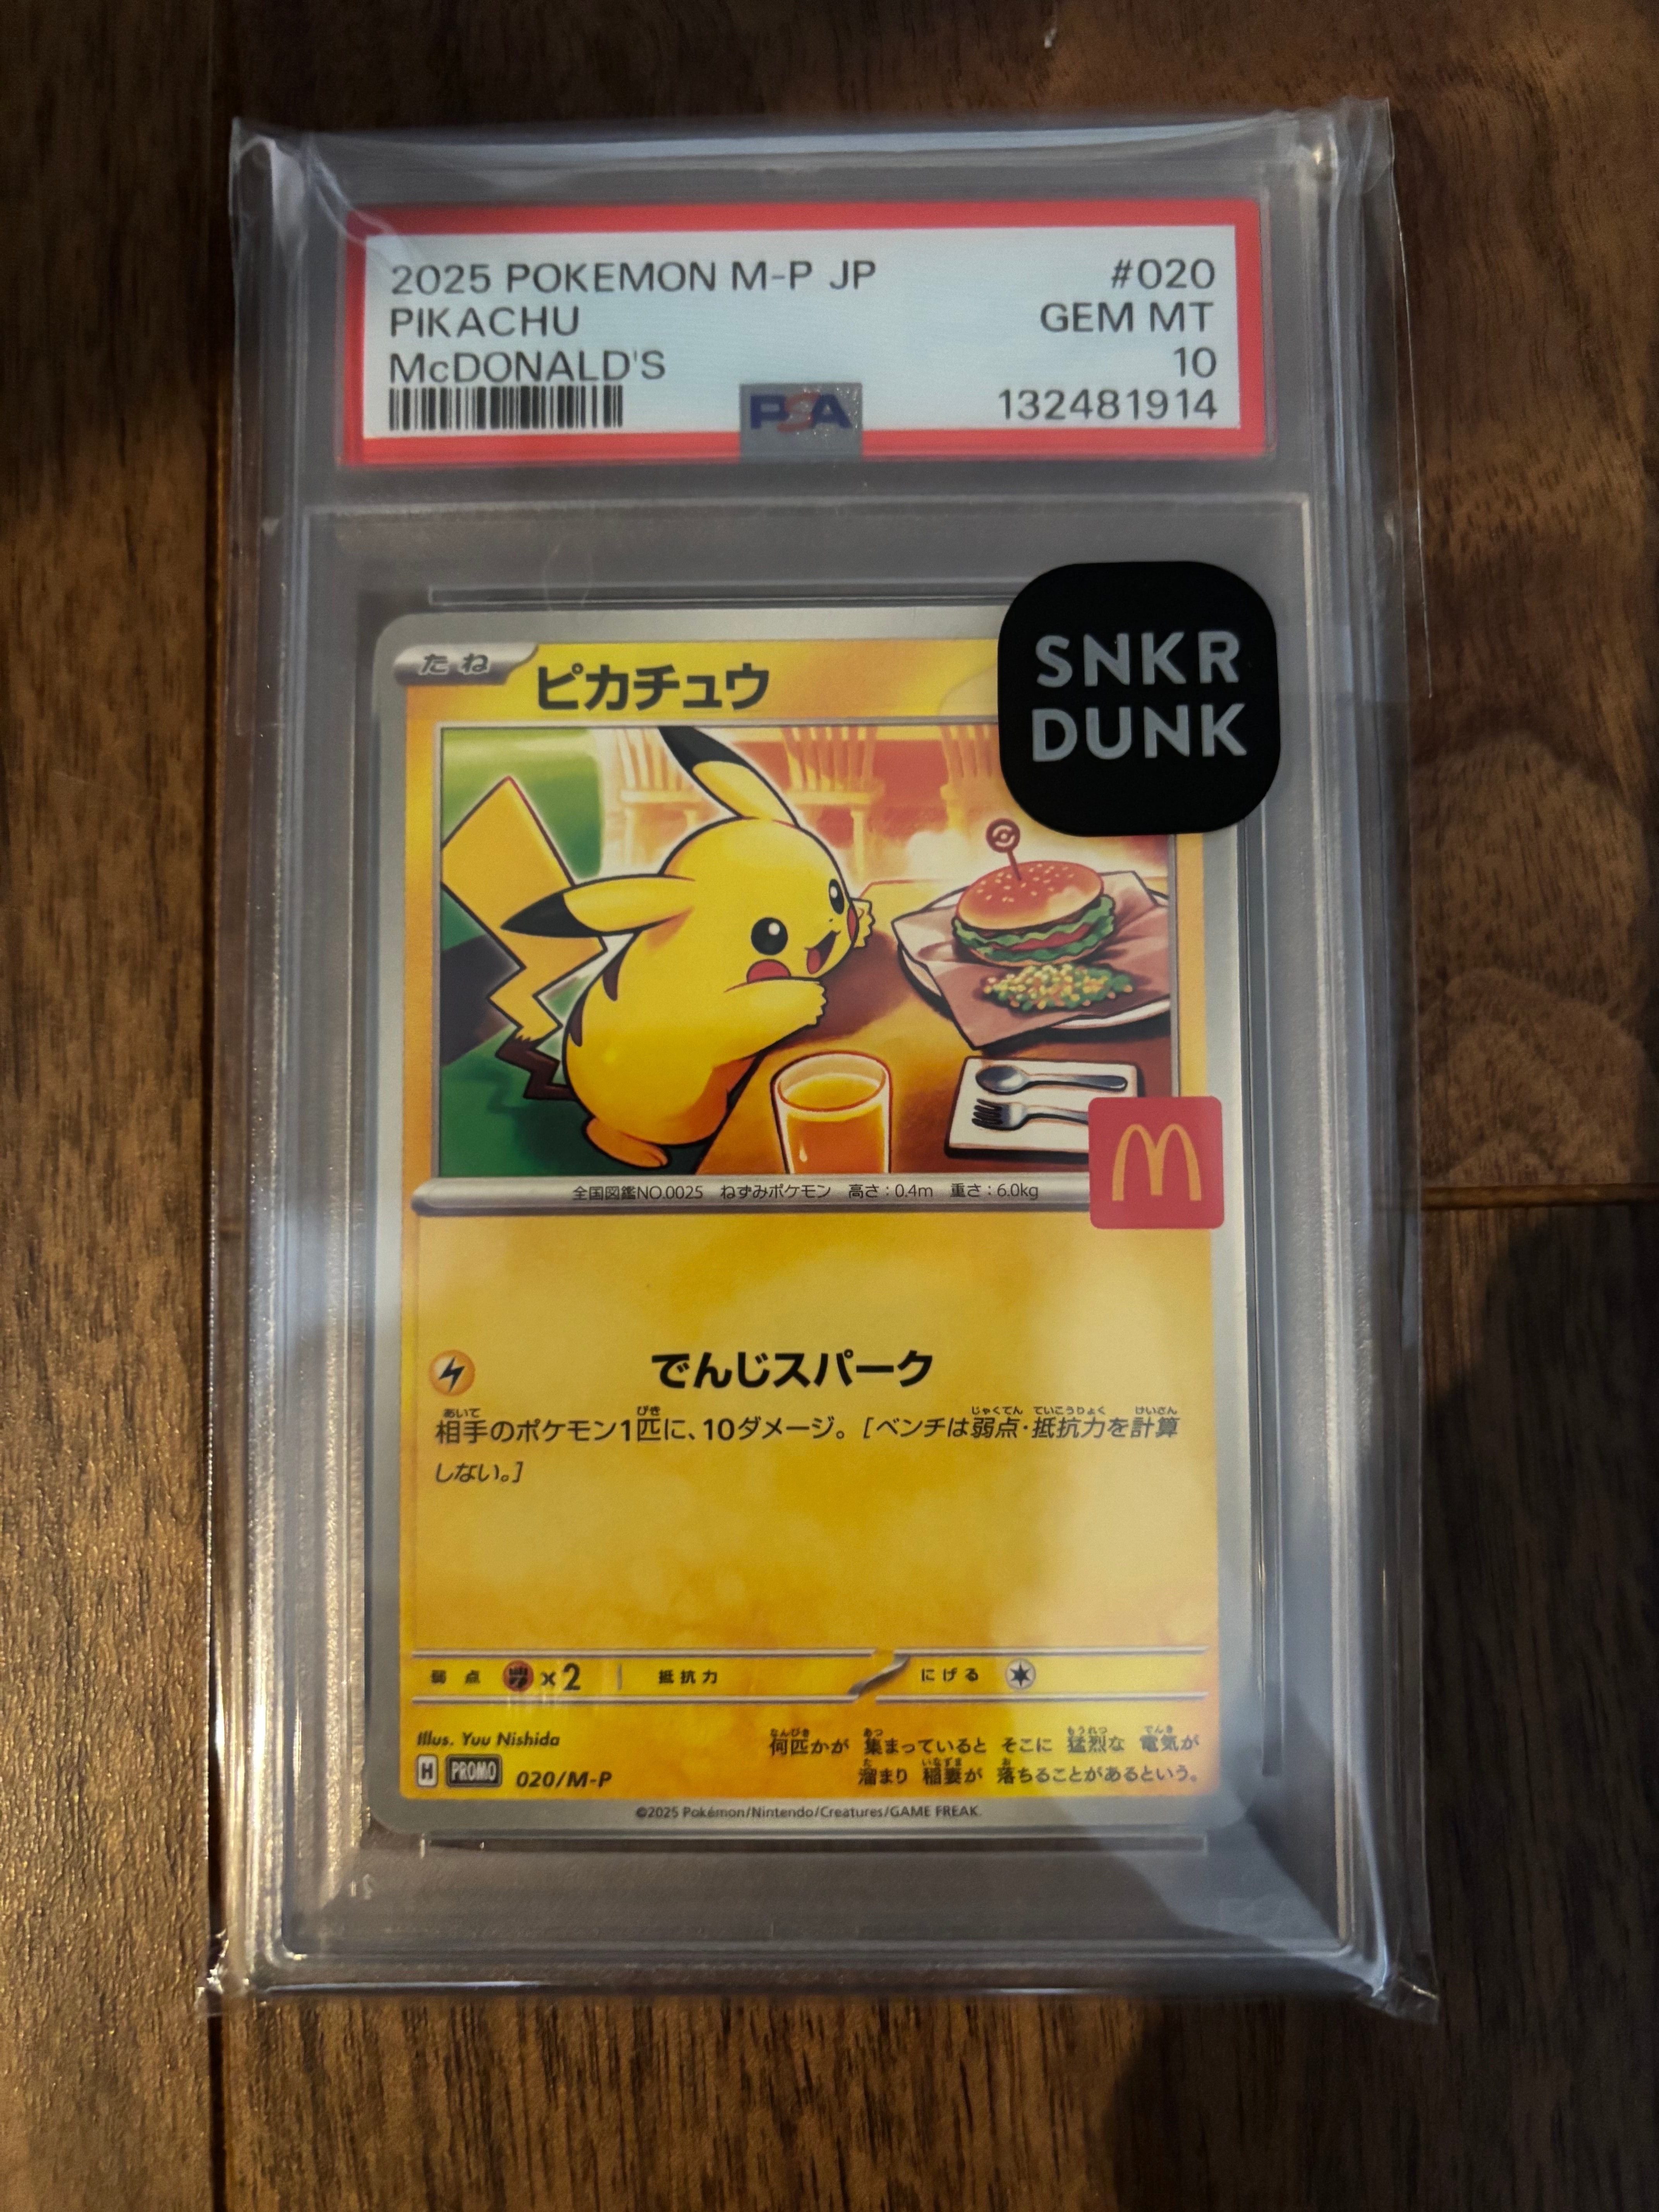 2025 POKEMON M-P JP #020
PIKACHU GEM MT
McDONALD'S 10
PSA 132481914
SNKR
DUNK
たね ピカチュウ
全国図鑑NO.0025 ねずみポケモン 高さ:0.4m 重さ:6.0kg
でんじスパーク
相手のポケモン1匹に、10ダメージ。[ベンチは弱点・抵抗力を計算
しない。]
弱点 ×2 抵抗力 にげる
Illus. Yuu Nishida
H PROMO 020/M-P
何匹かが 集まっていると そこに 猛烈な 電気が
溜まり 稲妻が 落ちることがあるという。
©2025 Pokémon/Nintendo/Creatures/GAME FREAK.